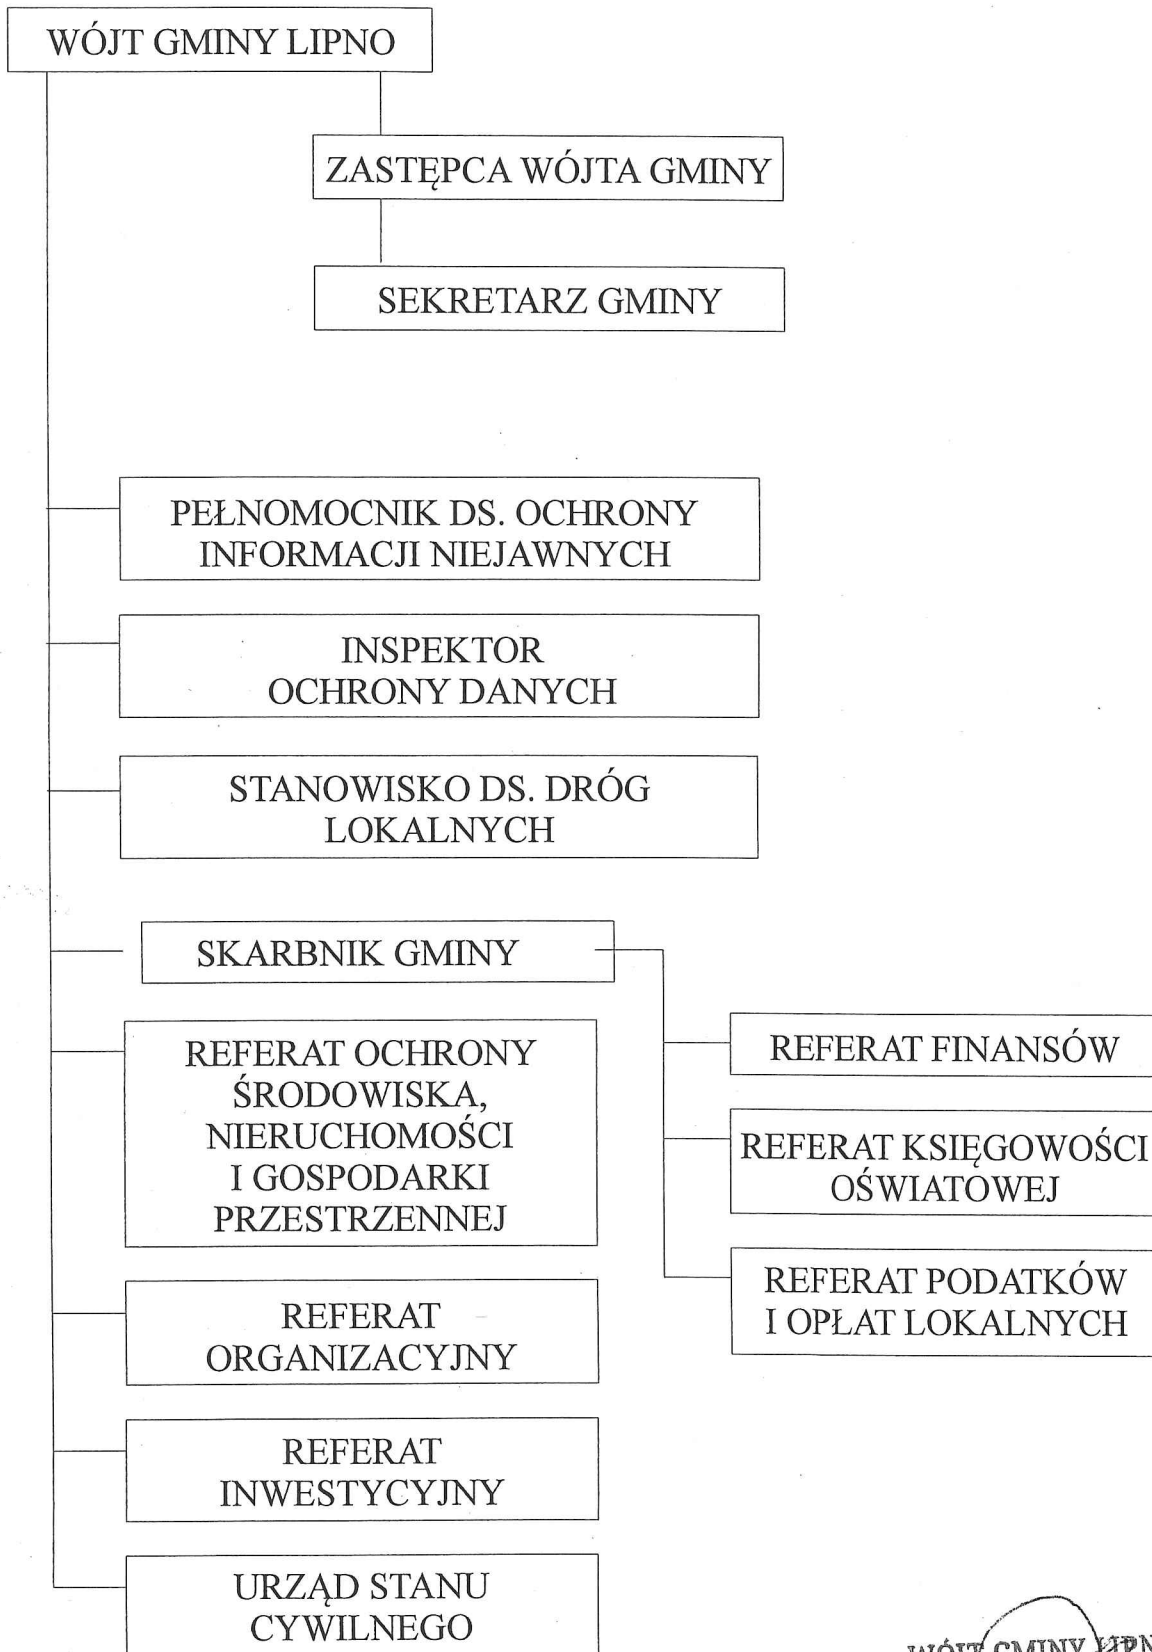 WÓJT GMINY LIPNO
ZASTĘPCA WÓJTA GMINY
SEKRETARZ GMINY
PEŁNOMOCNIK DS. OCHRONY
INFORMACJI NIEJAWNYCH
INSPEKTOR
OCHRONY DANYCH
STANOWISKO DS. DRÓG
LOKALNYCH
SKARBNIK GMINY
REFERAT OCHRONY
ŚRODOWISKA,
NIERUCHOMOŚCI
I GOSPODARKI
PRZESTRZENNEJ
REFERAT FINANSÓW
REFERAT KSIĘGOWOŚCI
OŚWIATOWEJ
REFERAT PODATKÓW
I OPŁAT LOKALNYCH
REFERAT
ORGANIZACYJNY
REFERAT
INWESTYCYJNY
URZĄD STANU
CYWILNEGO
WÓJT GMINY